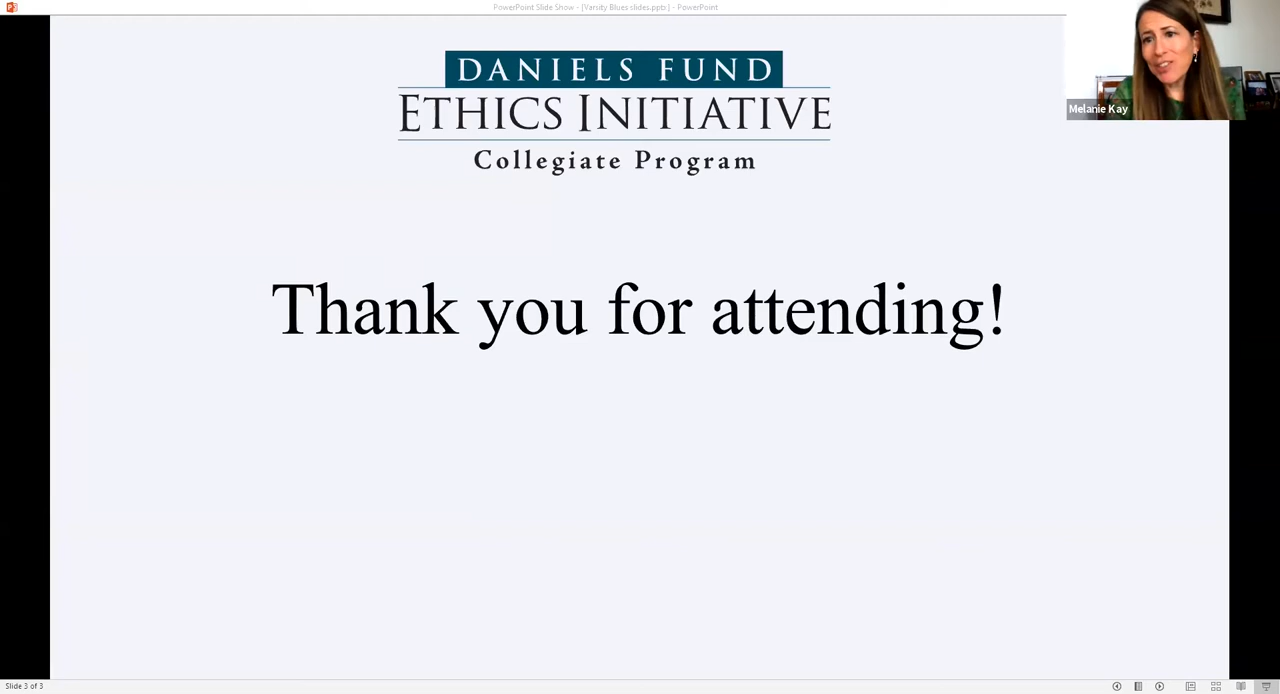 PowerPoint Slide Show - [Varsity Blues slides.pptx] - PowerPoint
DANIELS FUND
ETHICS INITIATIVE
Collegiate Program
Melanie Kay
Thank you for attending!
Slide 3 of 3